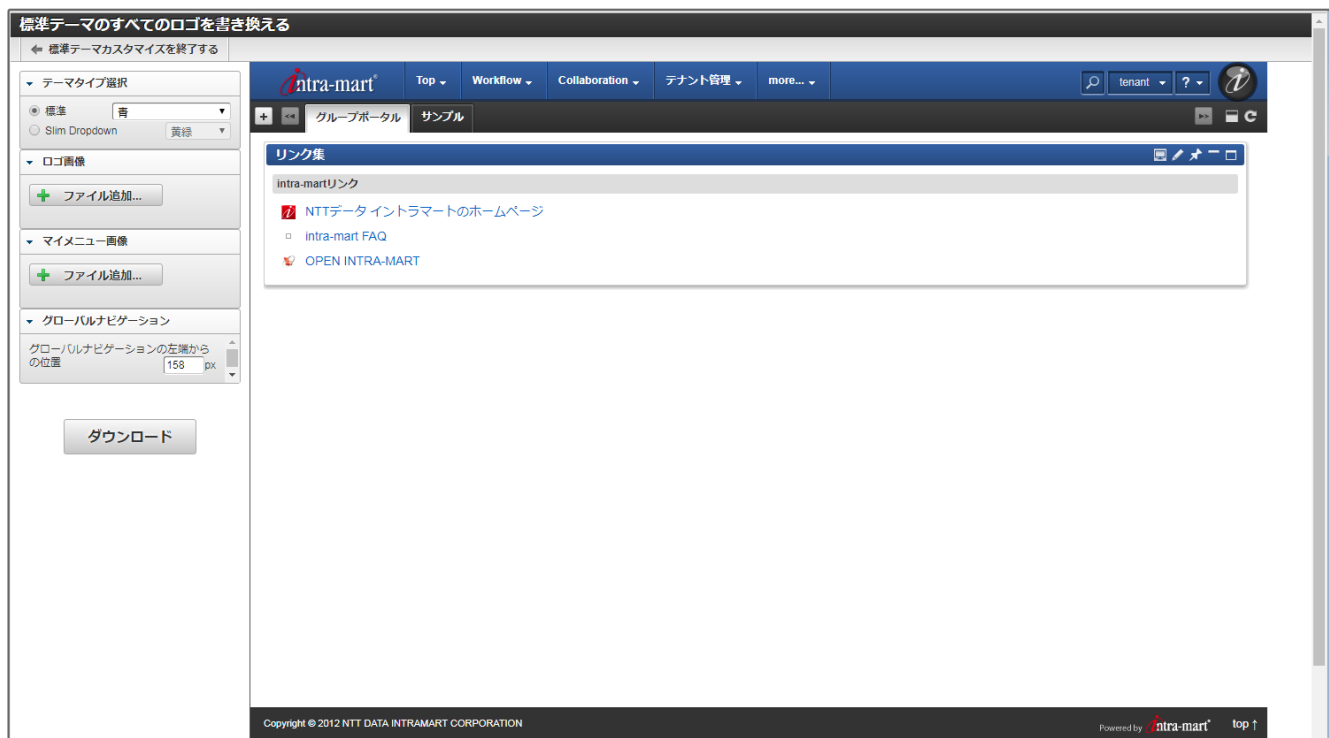 標準テーマのすべてのロゴを書き換える
標準テーマカスタマイズを終了する
テーマタイプ選択
標準 青
Slim Dropdown 黄緑
ロゴ画像
ファイル追加...
マイメニュー画像
ファイル追加...
グローバルナビゲーション
グローバルナビゲーションの左端から
の位置 158 px
ダウンロード
intra-mart Top Workflow Collaboration テナント管理 more... tenant ?
グループポータル サンプル
リンク集
intra-martリンク
NTTデータ イントラマートのホームページ
intra-mart FAQ
OPEN INTRA-MART
Copyright © 2012 NTT DATA INTRAMART CORPORATION
Powered by intra-mart top ↑